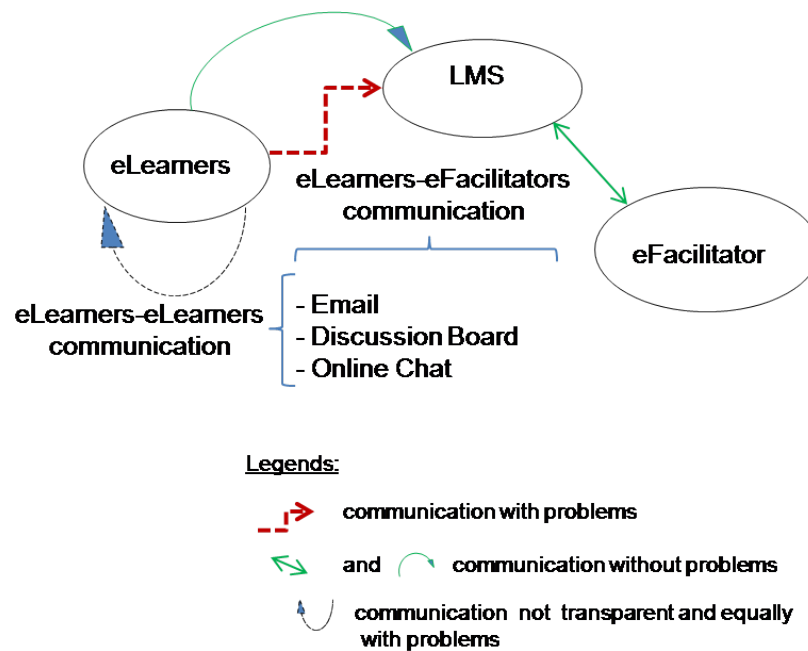 LMS
eLearners
eLearners-eFacilitators
communication
eFacilitator
eLearners-eLearners
communication
- Email
- Discussion Board
- Online Chat
Legends:
communication with problems
and communication without problems
communication not transparent and equally
with problems